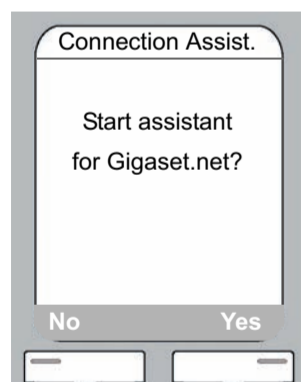 Connection Assist.
Start assistant
for Gigaset.net?
No Yes